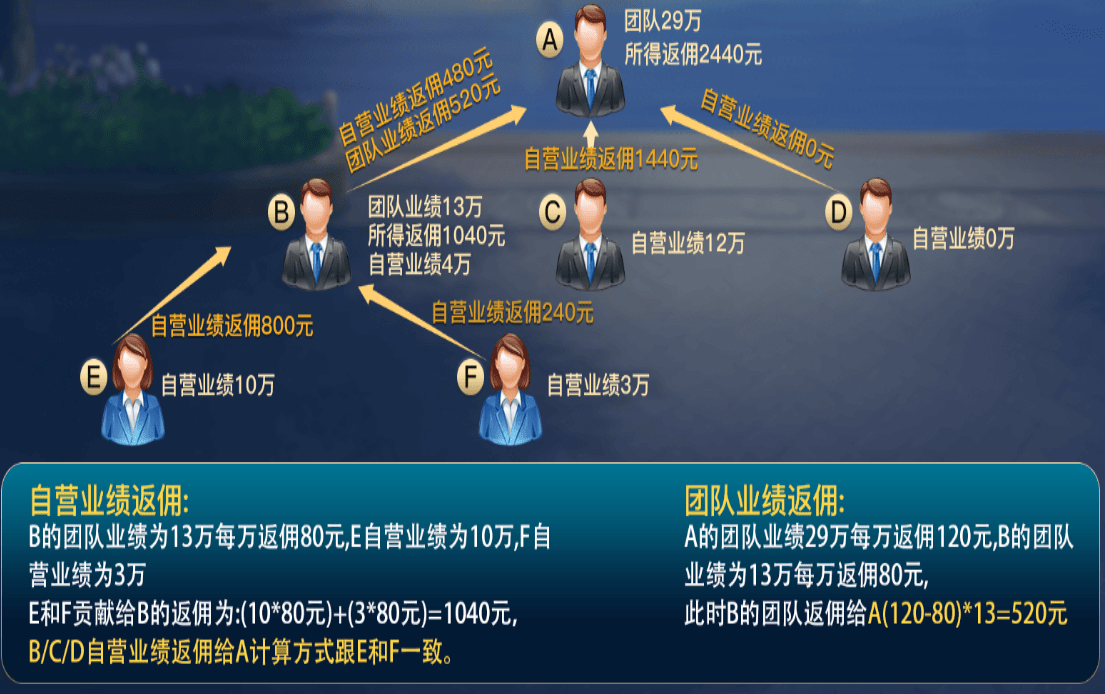 A
团队29万
所得返佣2440元
自营业绩返佣480元
团队业绩返佣520元
自营业绩返佣1440元
自营业绩返佣0元
B
团队业绩13万
所得返佣1040元
自营业绩4万
C
自营业绩12万
D
自营业绩0万
自营业绩返佣800元
自营业绩返佣240元
E
自营业绩10万
F
自营业绩3万
自营业绩返佣:
B的团队业绩为13万每万返佣80元,E自营业绩为10万,F自
营业绩为3万
E和F贡献给B的返佣为:(10*80元)+(3*80元)=1040元,
B/C/D自营业绩返佣给A计算方式跟E和F一致。
团队业绩返佣:
A的团队业绩29万每万返佣120元,B的团队
业绩为13万每万返佣80元,
此时B的团队返佣给A(120-80)*13=520元